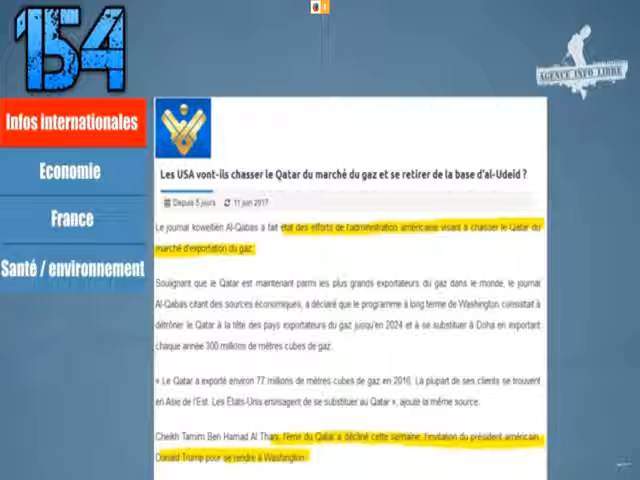 154
AGENCE INFO LIBRE
Infos internationales
Economie
France
Santé / environnement
Les USA vont-ils chasser le Qatar du marché du gaz et se retirer de la base d'al-Udeid ?
Depuis 5 jours 11 juin 2017
Le journal koweïtien Al-Qabas a fait état des efforts de l'administration américaine visant à chasser le Qatar du
marché d'exportation du gaz.
Soulignant que le Qatar est maintenant parmi les plus grands exportateurs du gaz dans le monde, le journal
Al-Qabas citant des sources économiques, a déclaré que le programme à long terme de Washington consistait à
détrôner le Qatar à la tête des pays exportateurs du gaz jusqu'en 2024 et à se substituer à Doha en exportant
chaque année 300 millions de mètres cubes de gaz.
« Le Qatar a exporté environ 77 millions de mètres cubes de gaz en 2016. La plupart de ses clients se trouvent
en Asie de l'Est. Les États-Unis envisagent de se substituer au Qatar », ajoute la même source.
Cheikh Tamim Ben Hamad Al Thani, l'émir du Qatar a décliné cette semaine, l'invitation du président américain,
Donald Trump pour se rendre à Washington.